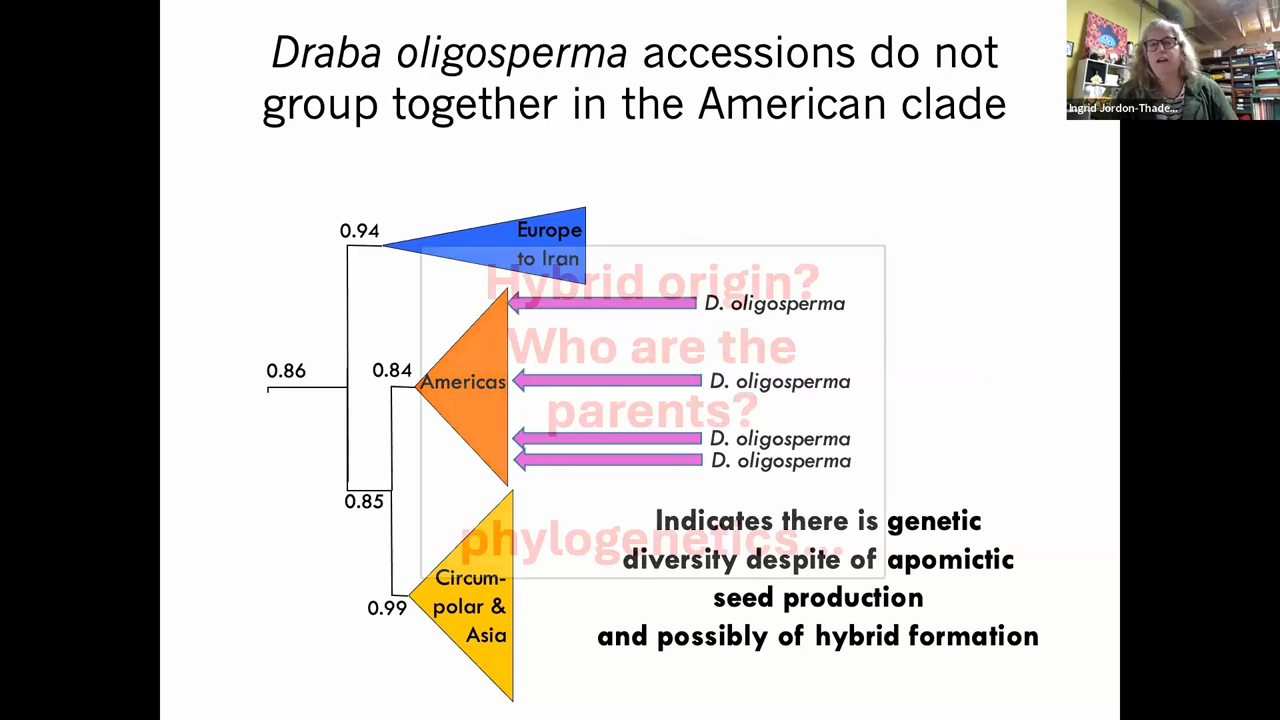 Draba oligosperma accessions do not
group together in the American clade
Ingrid Jordon-Thade...
0.94
Europe
to Iran
Hybrid origin?
D. oligosperma
Who are the
0.86
0.84
Americas
D. oligosperma
parents?
D. oligosperma
D. oligosperma
0.85
Indicates there is genetic
phylogenetics...
diversity despite of apomictic
seed production
and possibly of hybrid formation
Circum-
polar &
Asia
0.99